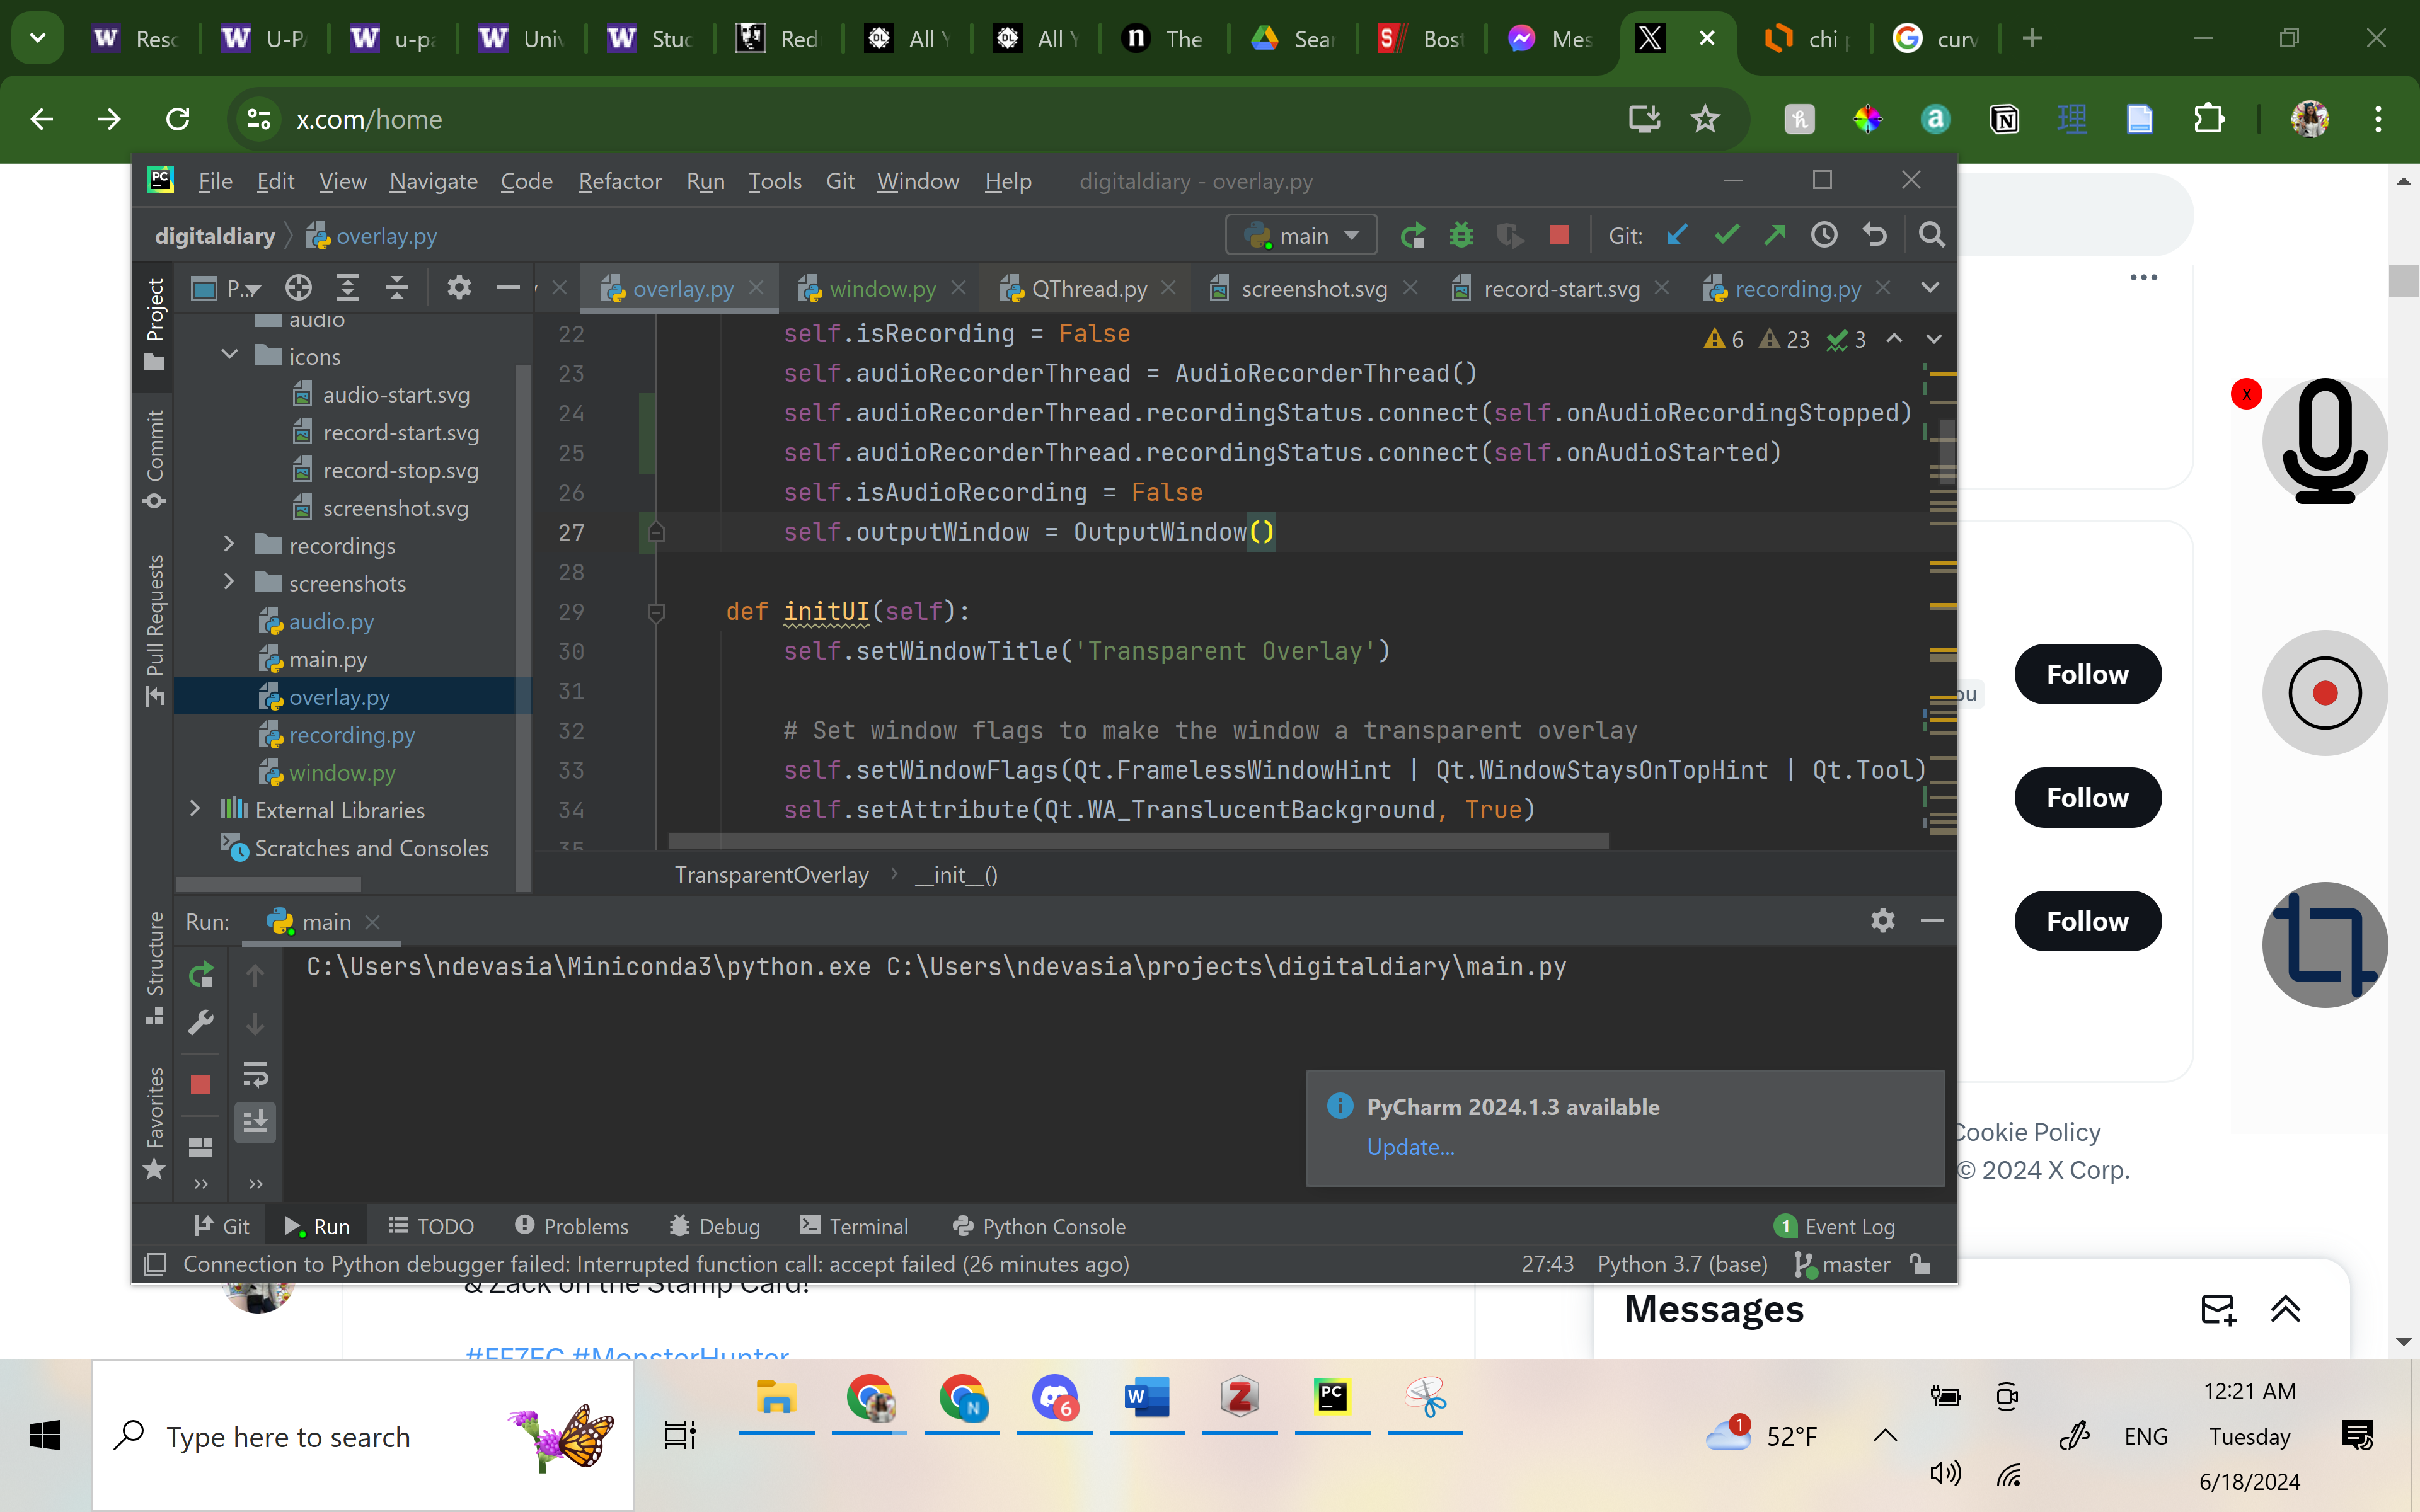 Resc
U-PA
u-pa
Univ
Stuc
Red
All Y
All Y
n
The
Sear
Bost
Mes
chi p
curv
x.com/home
PC
File Edit View Navigate Code Refactor Run Tools Git Window Help digitaldiary - overlay.py
digitaldiary overlay.py main Git:
Project
P... overlay.py window.py QThread.py screenshot.svg record-start.svg recording.py
audio
icons
audio-start.svg
record-start.svg
record-stop.svg
screenshot.svg
recordings
screenshots
audio.py
main.py
overlay.py
recording.py
window.py
External Libraries
Scratches and Consoles
Commit
Pull Requests
Structure
Favorites
6 23 3
22 self.isRecording = False
23 self.audioRecorderThread = AudioRecorderThread()
24 self.audioRecorderThread.recordingStatus.connect(self.onAudioRecordingStopped)
25 self.audioRecorderThread.recordingStatus.connect(self.onAudioStarted)
26 self.isAudioRecording = False
27 self.outputWindow = OutputWindow()
28
29 def initUI(self):
30 self.setWindowTitle('Transparent Overlay')
31
32 # Set window flags to make the window a transparent overlay
33 self.setWindowFlags(Qt.FramelessWindowHint | Qt.WindowStaysOnTopHint | Qt.Tool)
34 self.setAttribute(Qt.WA_TranslucentBackground, True)
35
TransparentOverlay › __init__()
Run: main
C:\Users\ndevasia\Miniconda3\python.exe C:\Users\ndevasia\projects\digitaldiary\main.py
PyCharm 2024.1.3 available
Update...
Git Run TODO Problems Debug Terminal Python Console 1 Event Log
Connection to Python debugger failed: Interrupted function call: accept failed (26 minutes ago) 27:43 Python 3.7 (base) master
x
ou
Follow
Follow
Follow
Cookie Policy
© 2024 X Corp.
& Zack on the Stamp Card!
#FF7EC #MonsterHunter
Messages
Type here to search
6
N
W
Z
PC
1
52°F
ENG
12:21 AM
Tuesday
6/18/2024